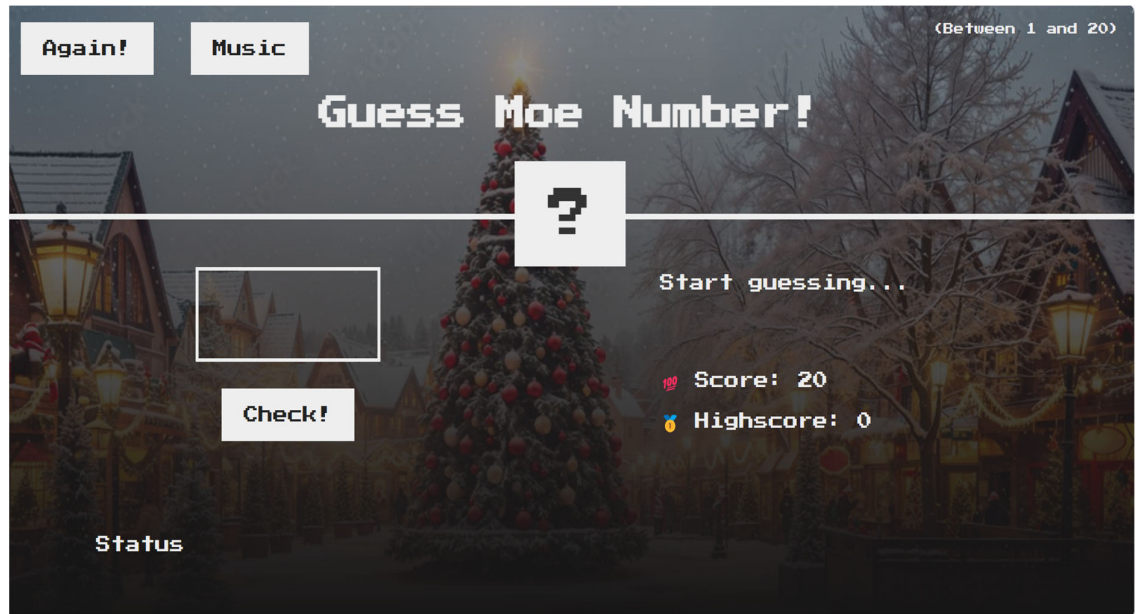 Again!
Music
(Between 1 and 20)
Guess Moe Number!
?
Start guessing...
💯 Score: 20
🥇 Highscore: 0
Check!
Status